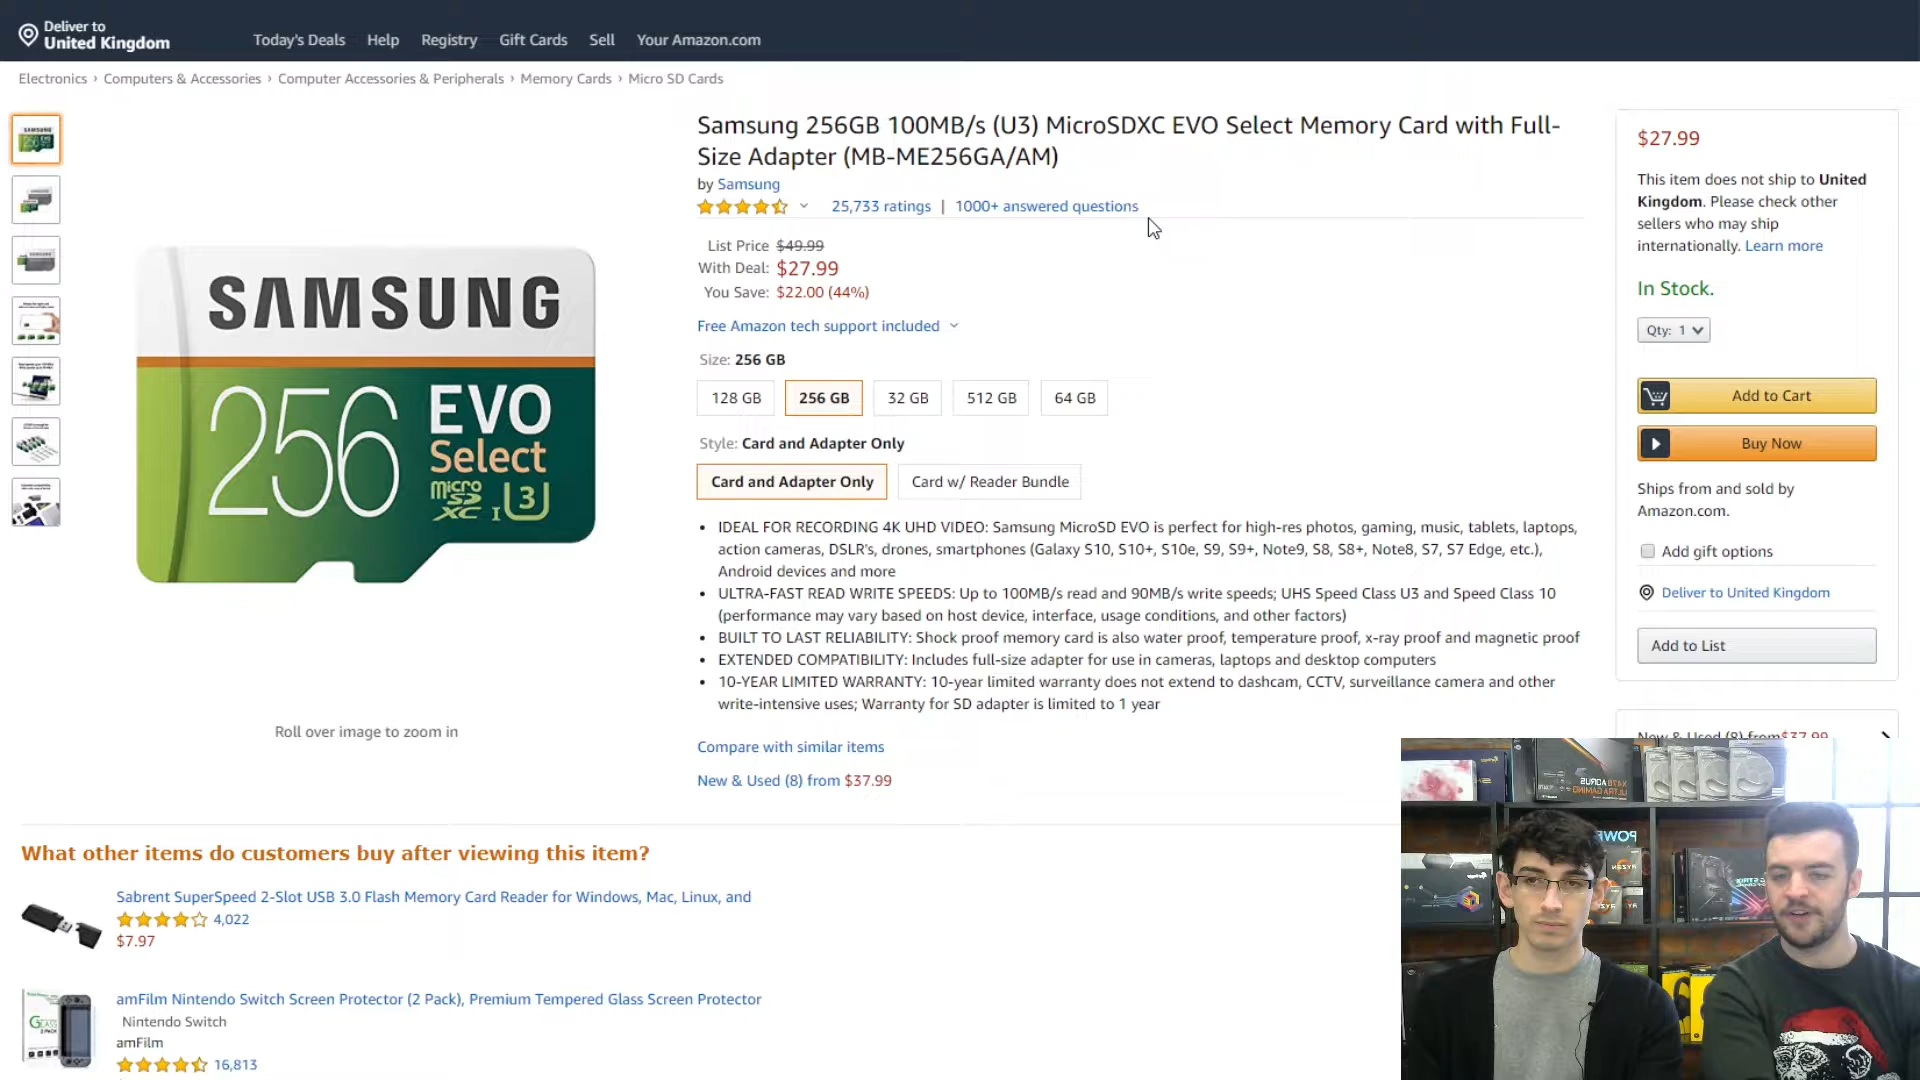 Deliver to
United Kingdom
Today's Deals
Help
Registry
Gift Cards
Sell
Your Amazon.com
Electronics › Computers & Accessories › Computer Accessories & Peripherals › Memory Cards › Micro SD Cards
Samsung 256GB 100MB/s (U3) MicroSDXC EVO Select Memory Card with Full-
Size Adapter (MB-ME256GA/AM)
by Samsung
25,733 ratings | 1000+ answered questions
List Price $49.99
With Deal: $27.99
You Save: $22.00 (44%)
Free Amazon tech support included
Size: 256 GB
128 GB
256 GB
32 GB
512 GB
64 GB
Style: Card and Adapter Only
Card and Adapter Only
Card w/ Reader Bundle
• IDEAL FOR RECORDING 4K UHD VIDEO: Samsung MicroSD EVO is perfect for high-res photos, gaming, music, tablets, laptops,
action cameras, DSLR's, drones, smartphones (Galaxy S10, S10+, S10e, S9, S9+, Note9, S8, S8+, Note8, S7, S7 Edge, etc.),
Android devices and more
• ULTRA-FAST READ WRITE SPEEDS: Up to 100MB/s read and 90MB/s write speeds; UHS Speed Class U3 and Speed Class 10
(performance may vary based on host device, interface, usage conditions, and other factors)
• BUILT TO LAST RELIABILITY: Shock proof memory card is also water proof, temperature proof, x-ray proof and magnetic proof
• EXTENDED COMPATIBILITY: Includes full-size adapter for use in cameras, laptops and desktop computers
• 10-YEAR LIMITED WARRANTY: 10-year limited warranty does not extend to dashcam, CCTV, surveillance camera and other
write-intensive uses; Warranty for SD adapter is limited to 1 year
Compare with similar items
New & Used (8) from $37.99
SAMSUNG
256
EVO
Select
micro
SD
XC I U3
Roll over image to zoom in
$27.99
This item does not ship to United
Kingdom. Please check other
sellers who may ship
internationally. Learn more
In Stock.
Qty: 1
Add to Cart
Buy Now
Ships from and sold by
Amazon.com.
Add gift options
Deliver to United Kingdom
Add to List
New & Used (8) from $37.99
What other items do customers buy after viewing this item?
Sabrent SuperSpeed 2-Slot USB 3.0 Flash Memory Card Reader for Windows, Mac, Linux, and
4,022
$7.97
amFilm Nintendo Switch Screen Protector (2 Pack), Premium Tempered Glass Screen Protector
Nintendo Switch
amFilm
16,813